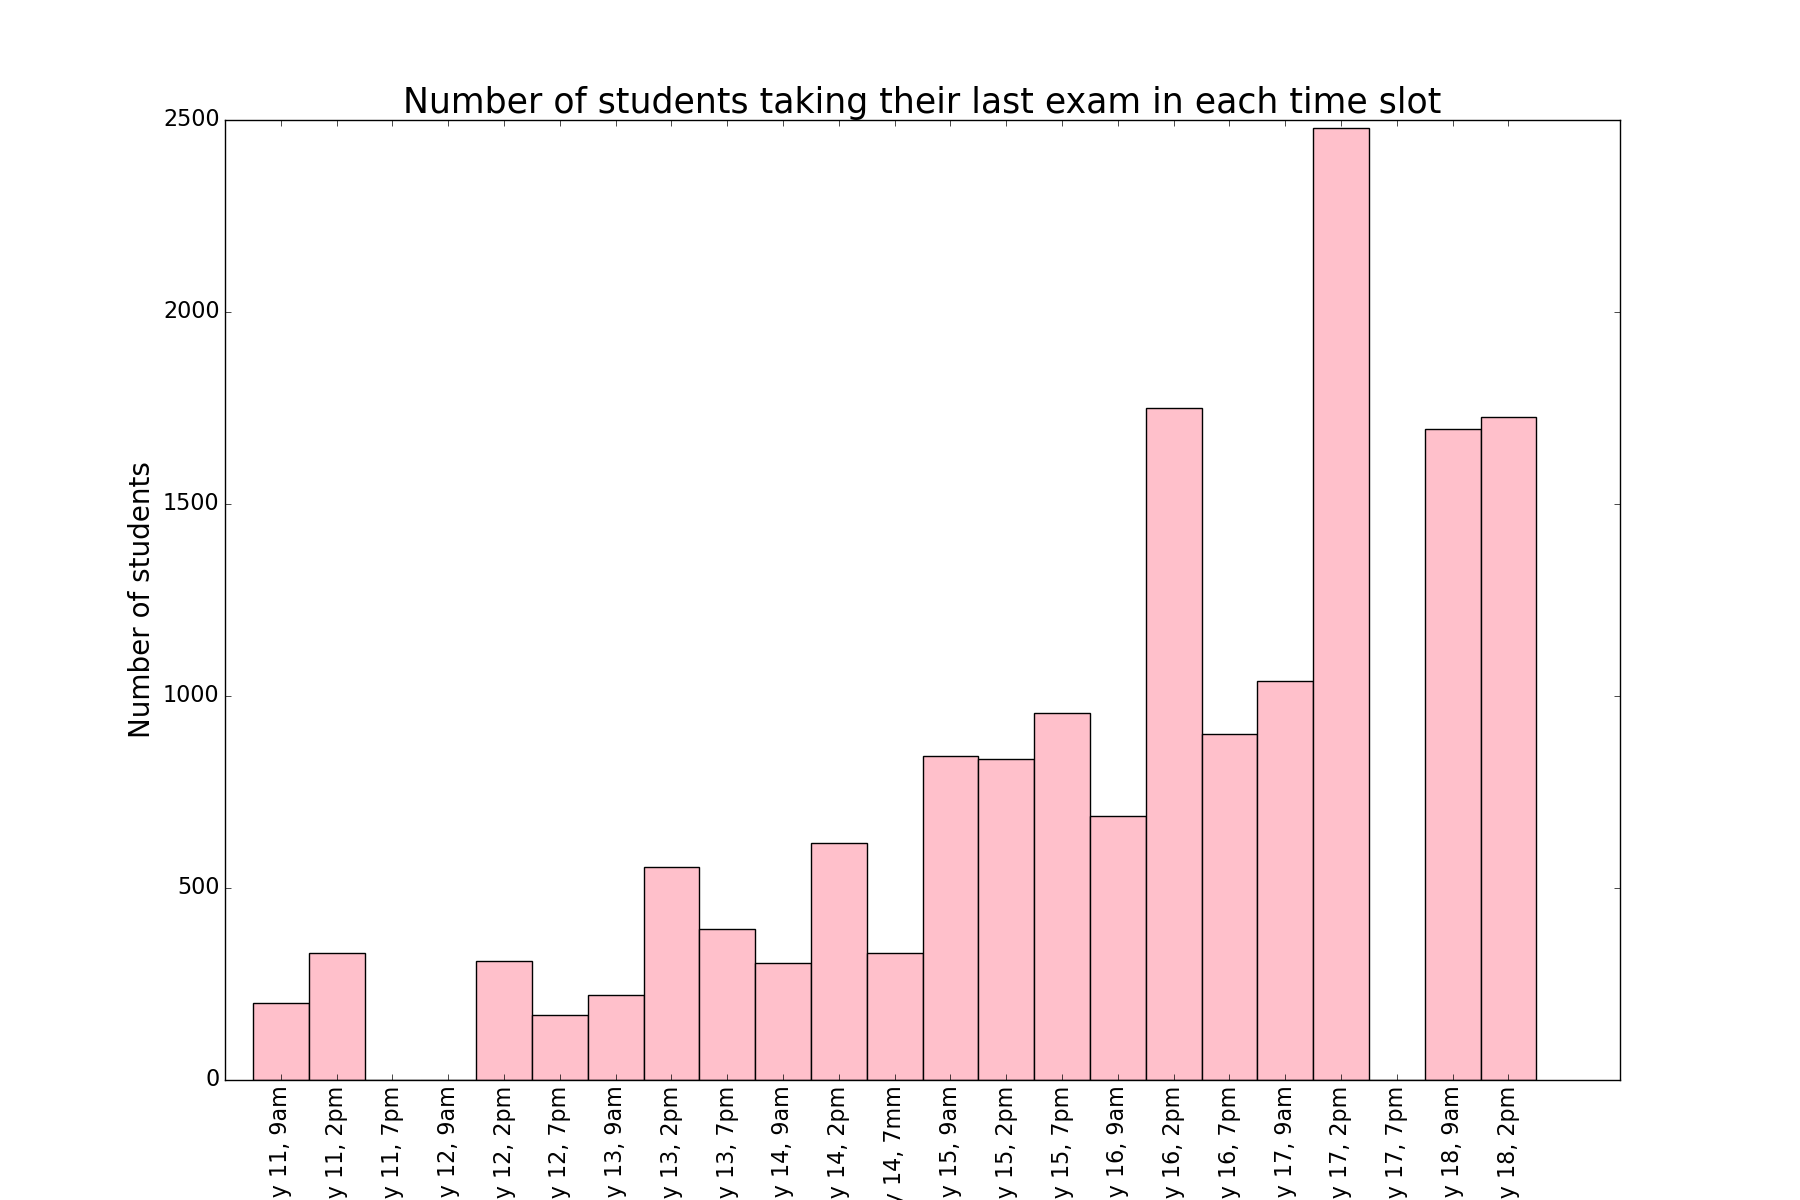 Number of students taking their last exam in each time slot
2500
2000
1500
1000
500
0
Number of students
y 11, 9am
y 11, 2pm
y 11, 7pm
y 12, 9am
y 12, 2pm
y 12, 7pm
y 13, 9am
y 13, 2pm
y 13, 7pm
y 14, 9am
y 14, 2pm
y 14, 7mm
y 15, 9am
y 15, 2pm
y 15, 7pm
y 16, 9am
y 16, 2pm
y 16, 7pm
y 17, 9am
y 17, 2pm
y 17, 7pm
y 18, 9am
y 18, 2pm